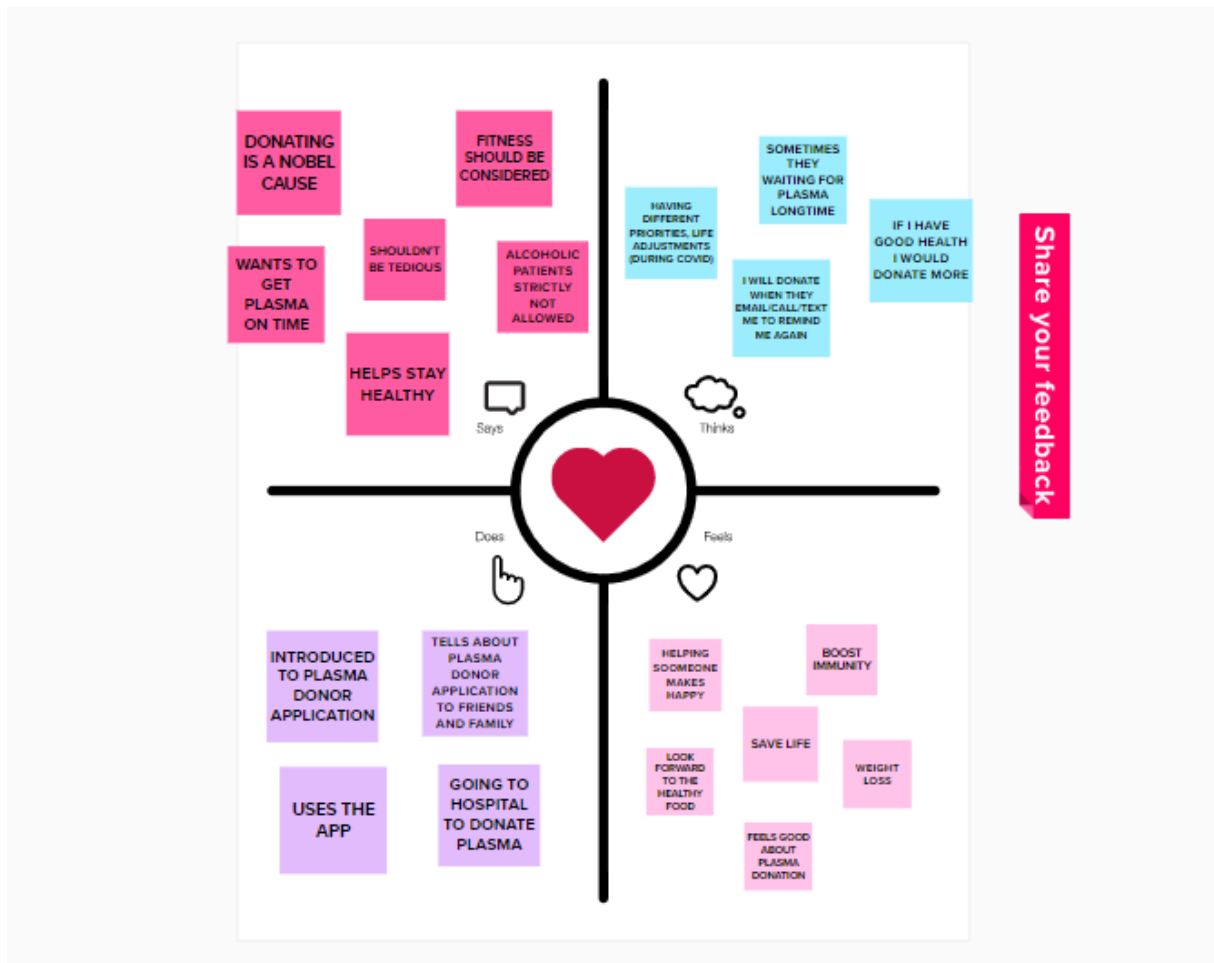 DONATING
IS A NOBEL
CAUSE
FITNESS
SHOULD BE
CONSIDERED
WANTS TO
GET
PLASMA
ON TIME
SHOULDN'T
BE TEDIOUS
ALCOHOLIC
PATIENTS
STRICTLY
NOT
ALLOWED
HELPS STAY
HEALTHY
Says
HAVING
DIFFERENT
PRIORITIES, LIFE
ADJUSTMENTS
(DURING COVID)
SOMETIMES
THEY
WAITING FOR
PLASMA
LONGTIME
IF I HAVE
GOOD HEALTH
I WOULD
DONATE MORE
I WILL DONATE
WHEN THEY
EMAIL/CALL/TEXT
ME TO REMIND
ME AGAIN
Thinks
Share your feedback
Does
INTRODUCED
TO PLASMA
DONOR
APPLICATION
TELLS ABOUT
PLASMA
DONOR
APPLICATION
TO FRIENDS
AND FAMILY
USES THE
APP
GOING TO
HOSPITAL
TO DONATE
PLASMA
Feels
HELPING
SOOMEONE
MAKES
HAPPY
BOOST
IMMUNITY
SAVE LIFE
LOOK
FORWARD
TO THE
HEALTHY
FOOD
WEIGHT
LOSS
FEELS GOOD
ABOUT
PLASMA
DONATION